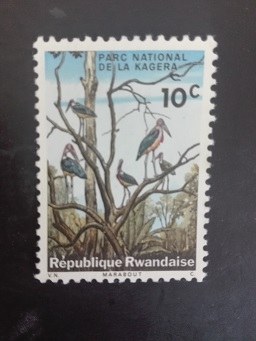 PARC NATIONAL
DE LA KAGERA
10c
République Rwandaise
V.N. MARABOUT C